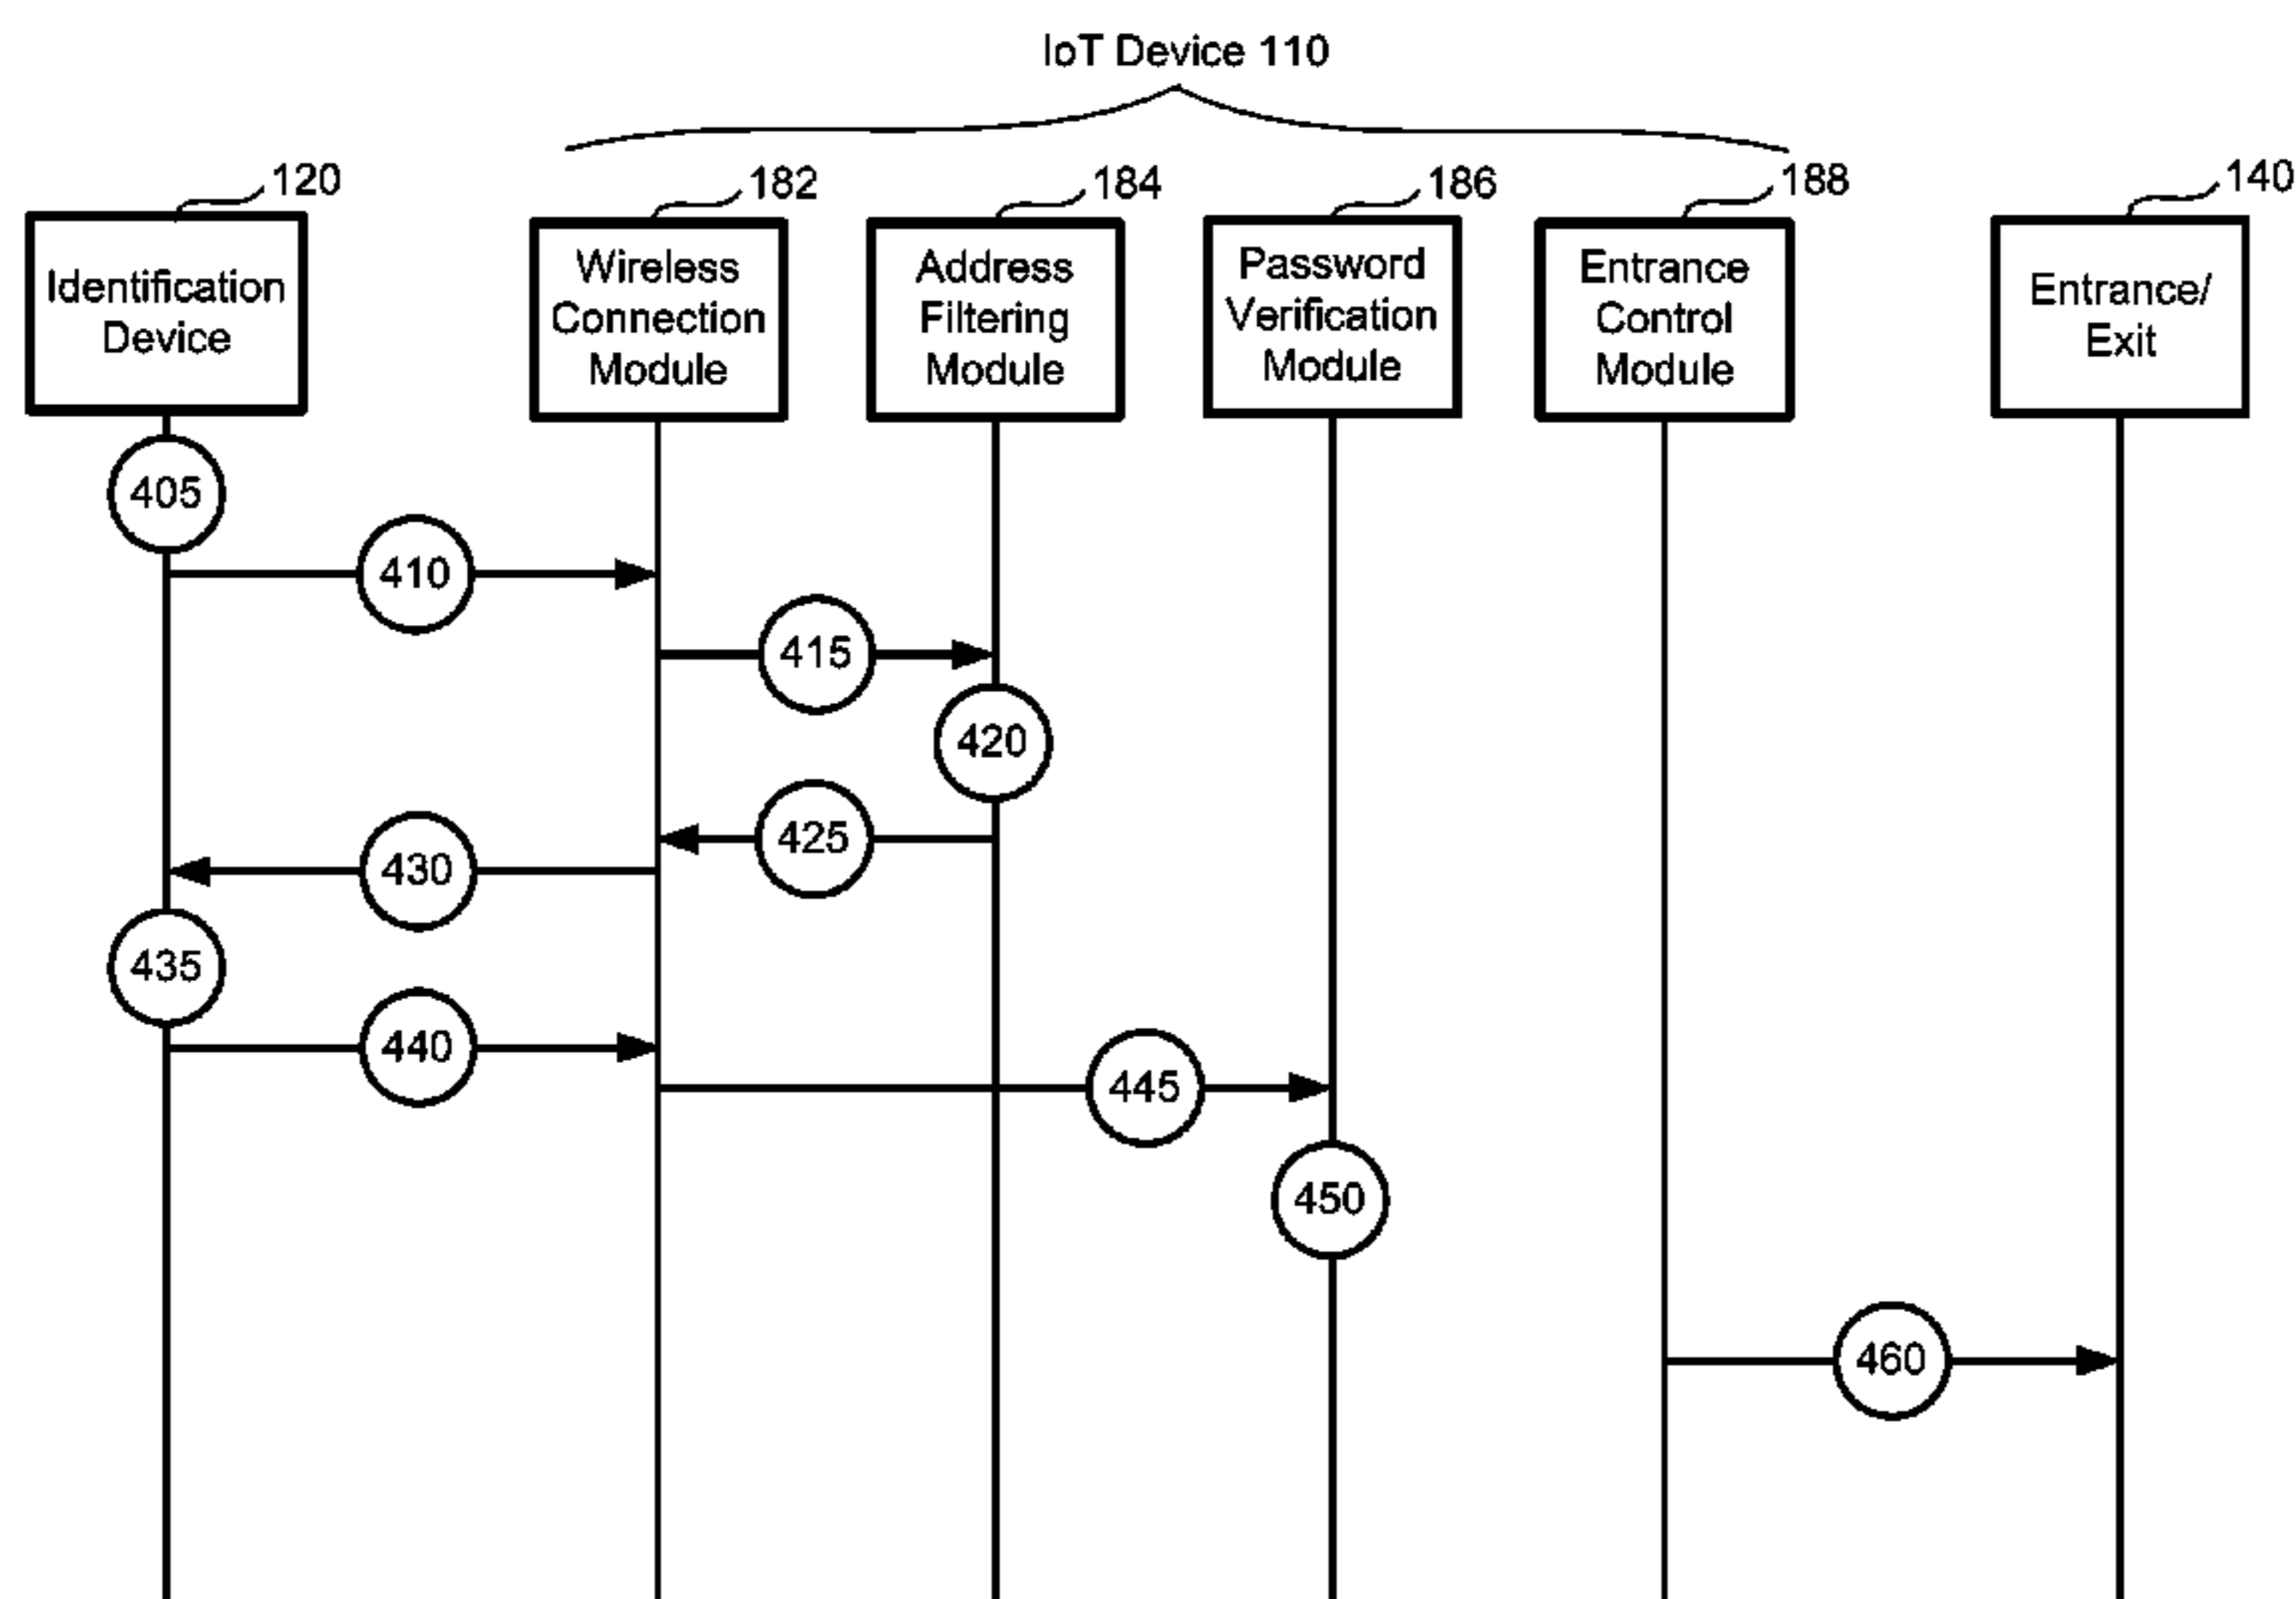 IoT Device 110
120
182
184
186
188
140
Identification
Device
Wireless
Connection
Module
Address
Filtering
Module
Password
Verification
Module
Entrance
Control
Module
Entrance/
Exit
405
410
415
420
425
430
435
440
445
450
460